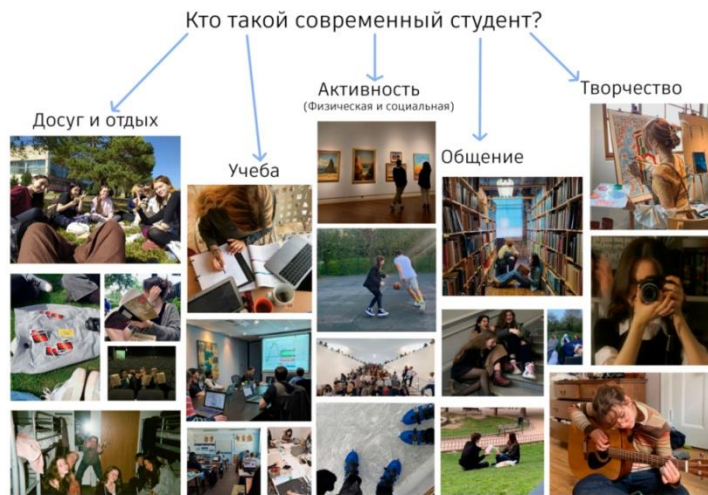 Кто такой современный студент?
Досуг и отдых
Учеба
Активность
(Физическая и социальная)
Общение
Творчество